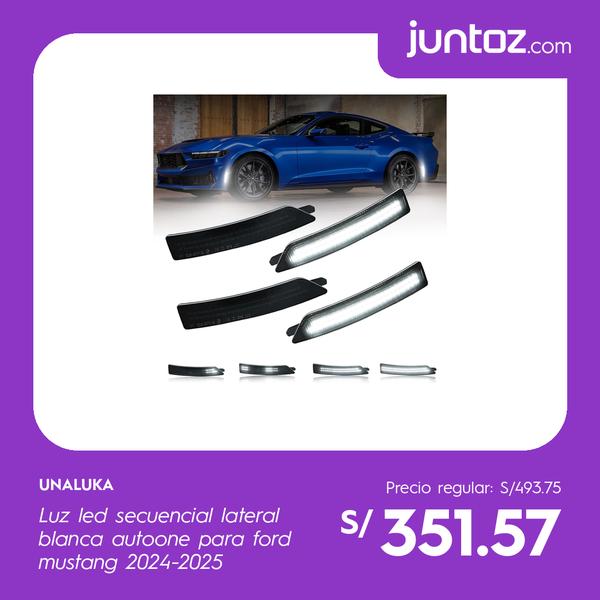 juntoz.com
UNALUKA
Luz led secuencial lateral
blanca autoone para ford
mustang 2024-2025
Precio regular: S/493.75
S/ 351.57